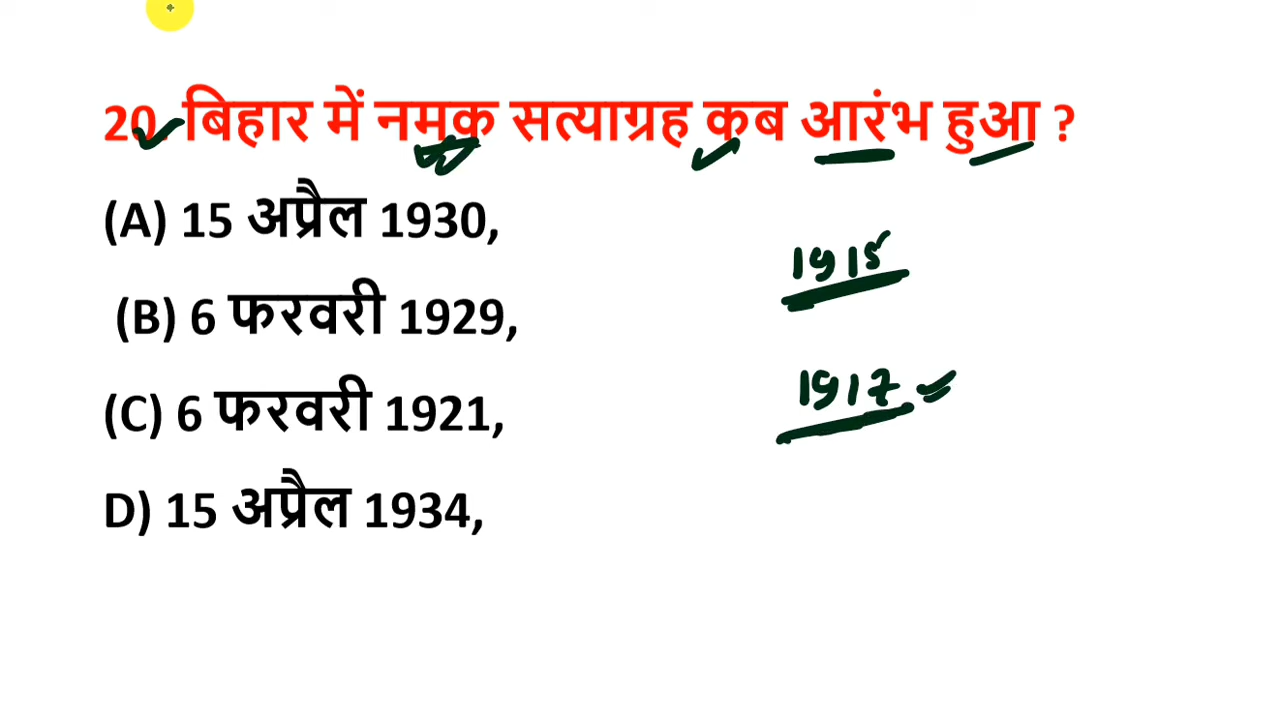 20. बिहार में नमक सत्याग्रह कब आरंभ हुआ ?
(A) 15 अप्रैल 1930,
1915
(B) 6 फरवरी 1929,
1917
(C) 6 फरवरी 1921,
D) 15 अप्रैल 1934,